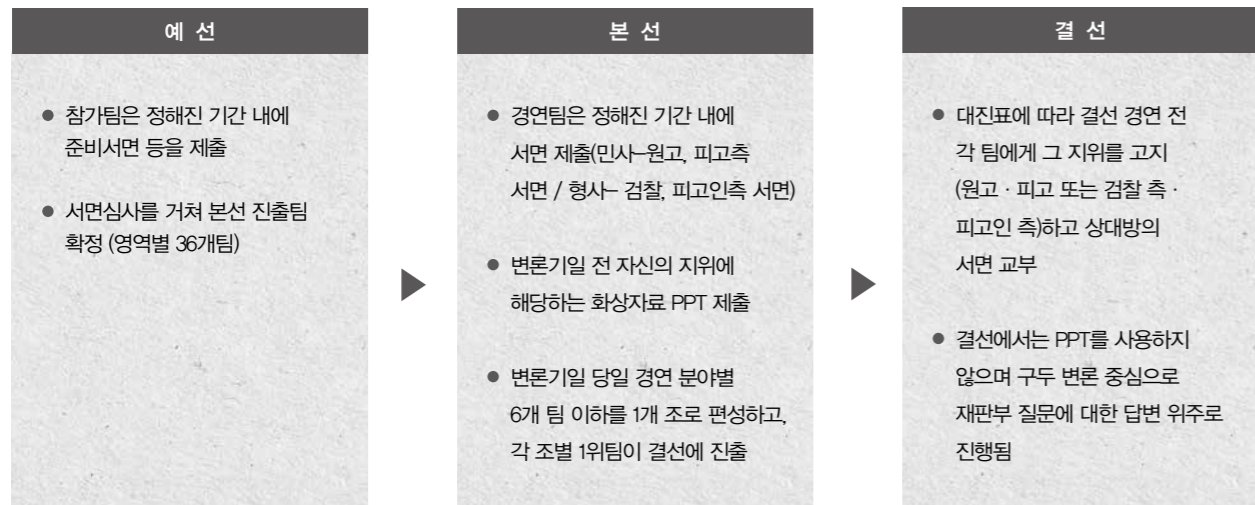 예 선
● 참가팀은 정해진 기간 내에
준비서면 등을 제출
● 서면심사를 거쳐 본선 진출팀
확정 (영역별 36개팀)
본 선
● 경연팀은 정해진 기간 내에
서면 제출(민사-원고, 피고측
서면 / 형사- 검찰, 피고인측 서면)
● 변론기일 전 자신의 지위에
해당하는 화상자료 PPT 제출
● 변론기일 당일 경연 분야별
6개 팀 이하를 1개 조로 편성하고,
각 조별 1위팀이 결선에 진출
결 선
● 대진표에 따라 결선 경연 전
각 팀에게 그 지위를 고지
(원고 · 피고 또는 검찰 측 ·
피고인 측)하고 상대방의
서면 교부
● 결선에서는 PPT를 사용하지
않으며 구두 변론 중심으로
재판부 질문에 대한 답변 위주로
진행됨